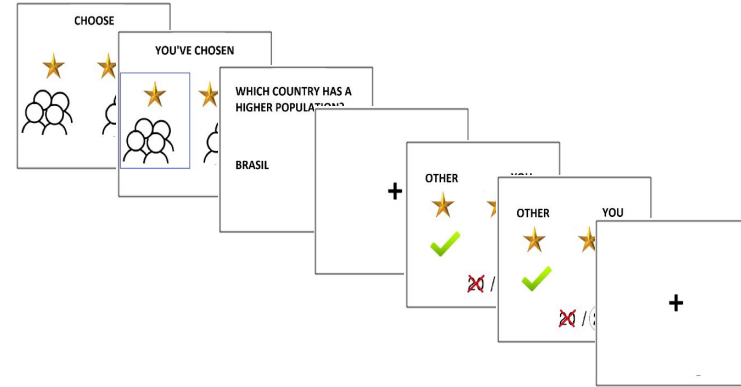 CHOOSE
YOU'VE CHOSEN
WHICH COUNTRY HAS A
HIGHER POPULATION?
BRASIL
+
OTHER
20 /
OTHER YOU
20 /
+